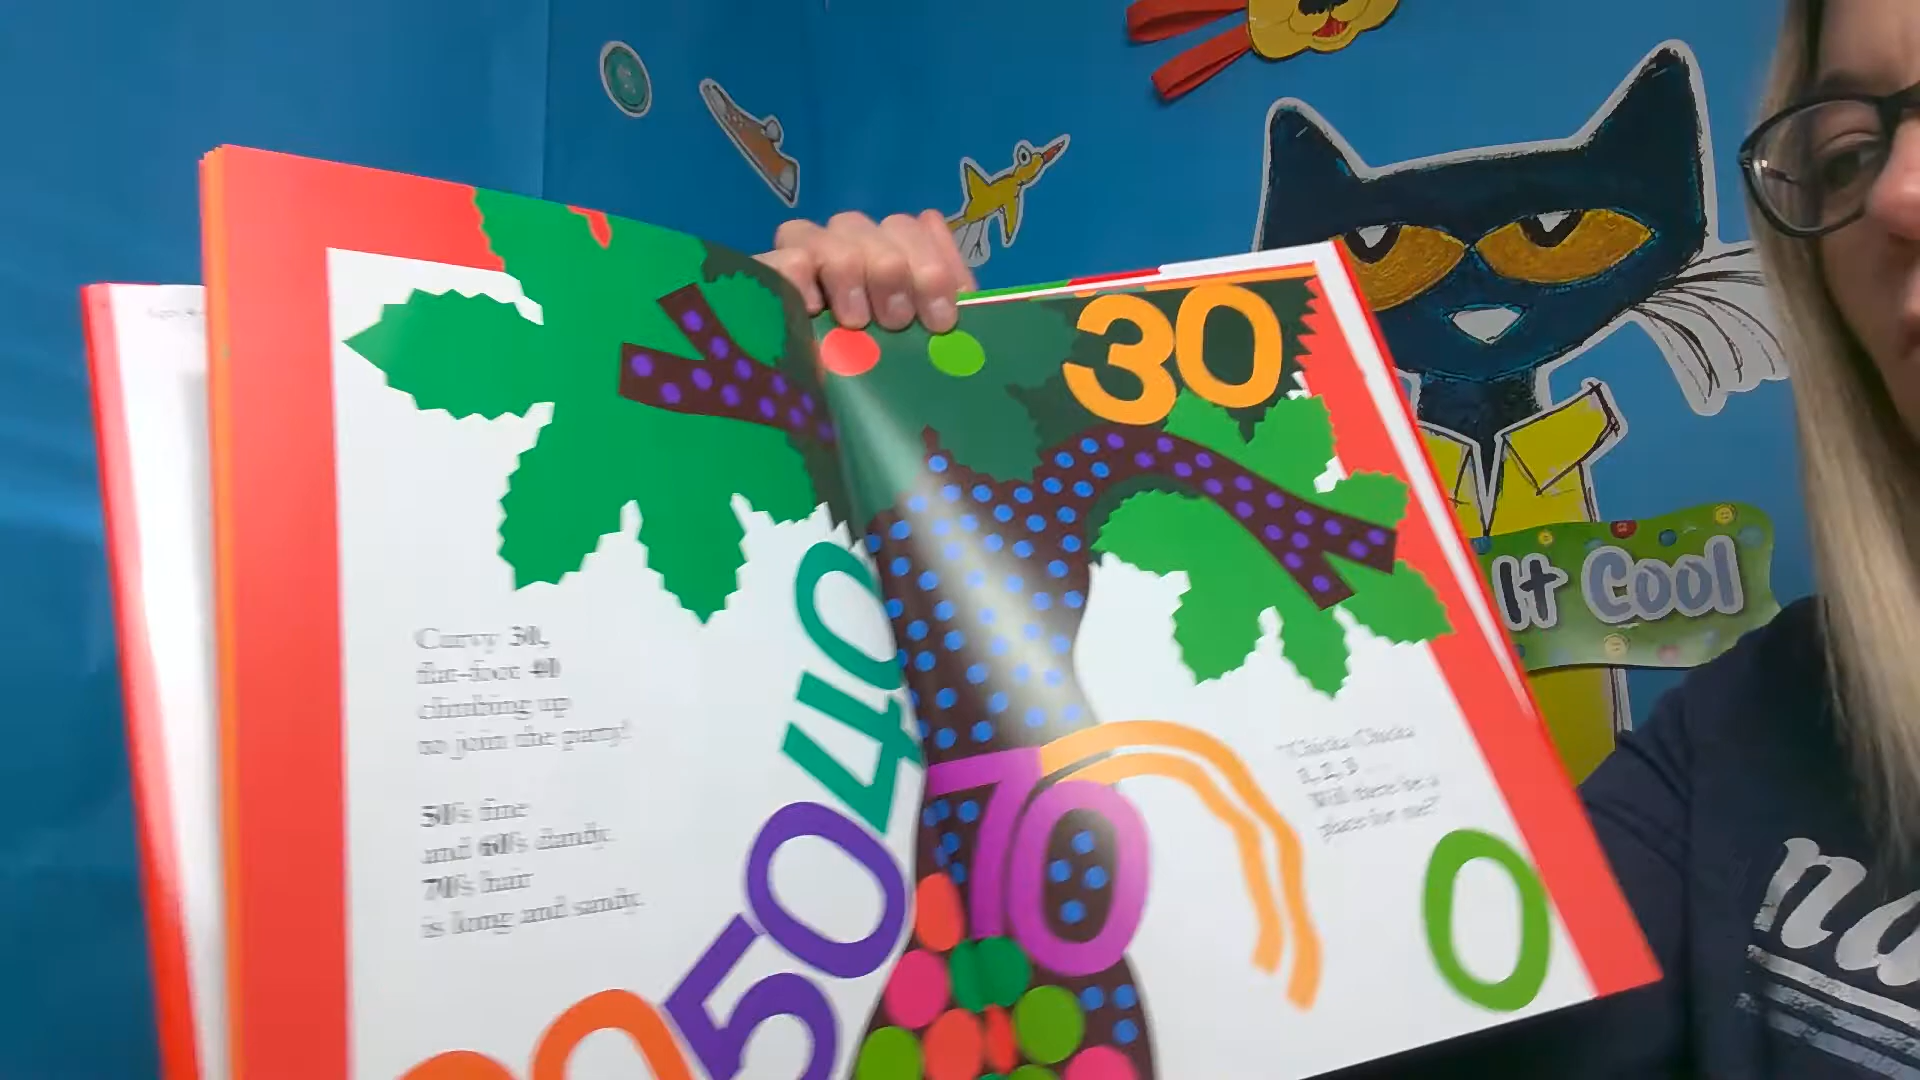 Curvy 30,
flat-foot 40
climbing up
to join the party!
50's fine
and 60's dandy.
70's hair
is long and sandy.
40
50
30
70
"Chicka Chicka
1, 2, 3 ...
Will there be a
place for me?"
0
It Cool